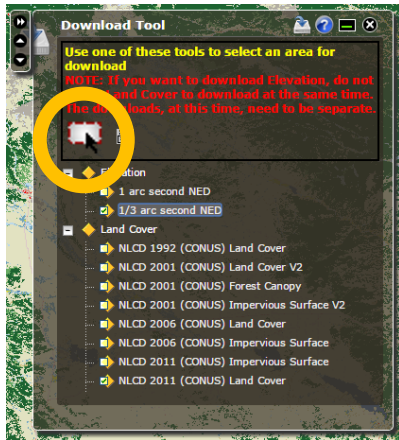 Download Tool
Use one of these tools to select an area for
download
NOTE: If you want to download Elevation, do not
Land Cover to download at the same time.
The downloads, at this time, need to be separate.
Elevation
1 arc second NED
1/3 arc second NED
Land Cover
NLCD 1992 (CONUS) Land Cover
NLCD 2001 (CONUS) Land Cover V2
NLCD 2001 (CONUS) Forest Canopy
NLCD 2001 (CONUS) Impervious Surface V2
NLCD 2006 (CONUS) Land Cover
NLCD 2006 (CONUS) Impervious Surface
NLCD 2011 (CONUS) Impervious Surface
NLCD 2011 (CONUS) Land Cover